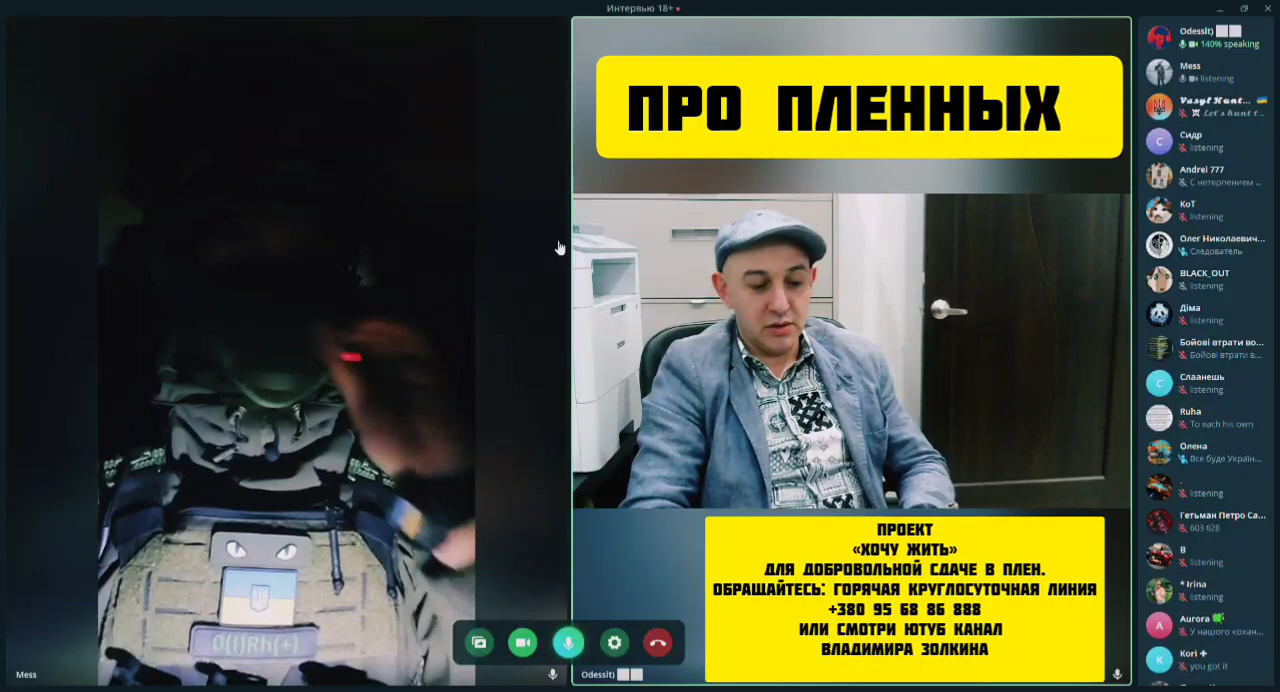 Интервью 18+
ПРО ПЛЕННЫХ
ПРОЕКТ
«ХОЧУ ЖИТЬ»
ДЛЯ ДОБРОВОЛЬНОЙ СДАЧЕ В ПЛЕН.
ОБРАЩАЙТЕСЬ: ГОРЯЧАЯ КРУГЛОСУТОЧНАЯ ЛИНИЯ
+380 95 68 86 888
ИЛИ СМОТРИ ЮТУБ КАНАЛ
ВЛАДИМИРА ЗОЛКИНА
O(I)Rh(+)
Mess
Odessit)
Odessit)
140% speaking
Mess
listening
Vasyl Hunt...
Let's hunt t...
Сидр
listening
Andrei 777
С нетерпением ...
КоТ
listening
Олег Николаевич...
Следователь
BLACK_OUT
listening
Діма
listening
Бойові втрати во...
Бойові втрати в...
Слаанешь
listening
Ruha
To each his own
Олена
Все буде Україн...
.
listening
Гетьман Петро Са...
603 628
В
listening
* Irina
listening
Aurora
У нашого кохан...
Kori
you got it